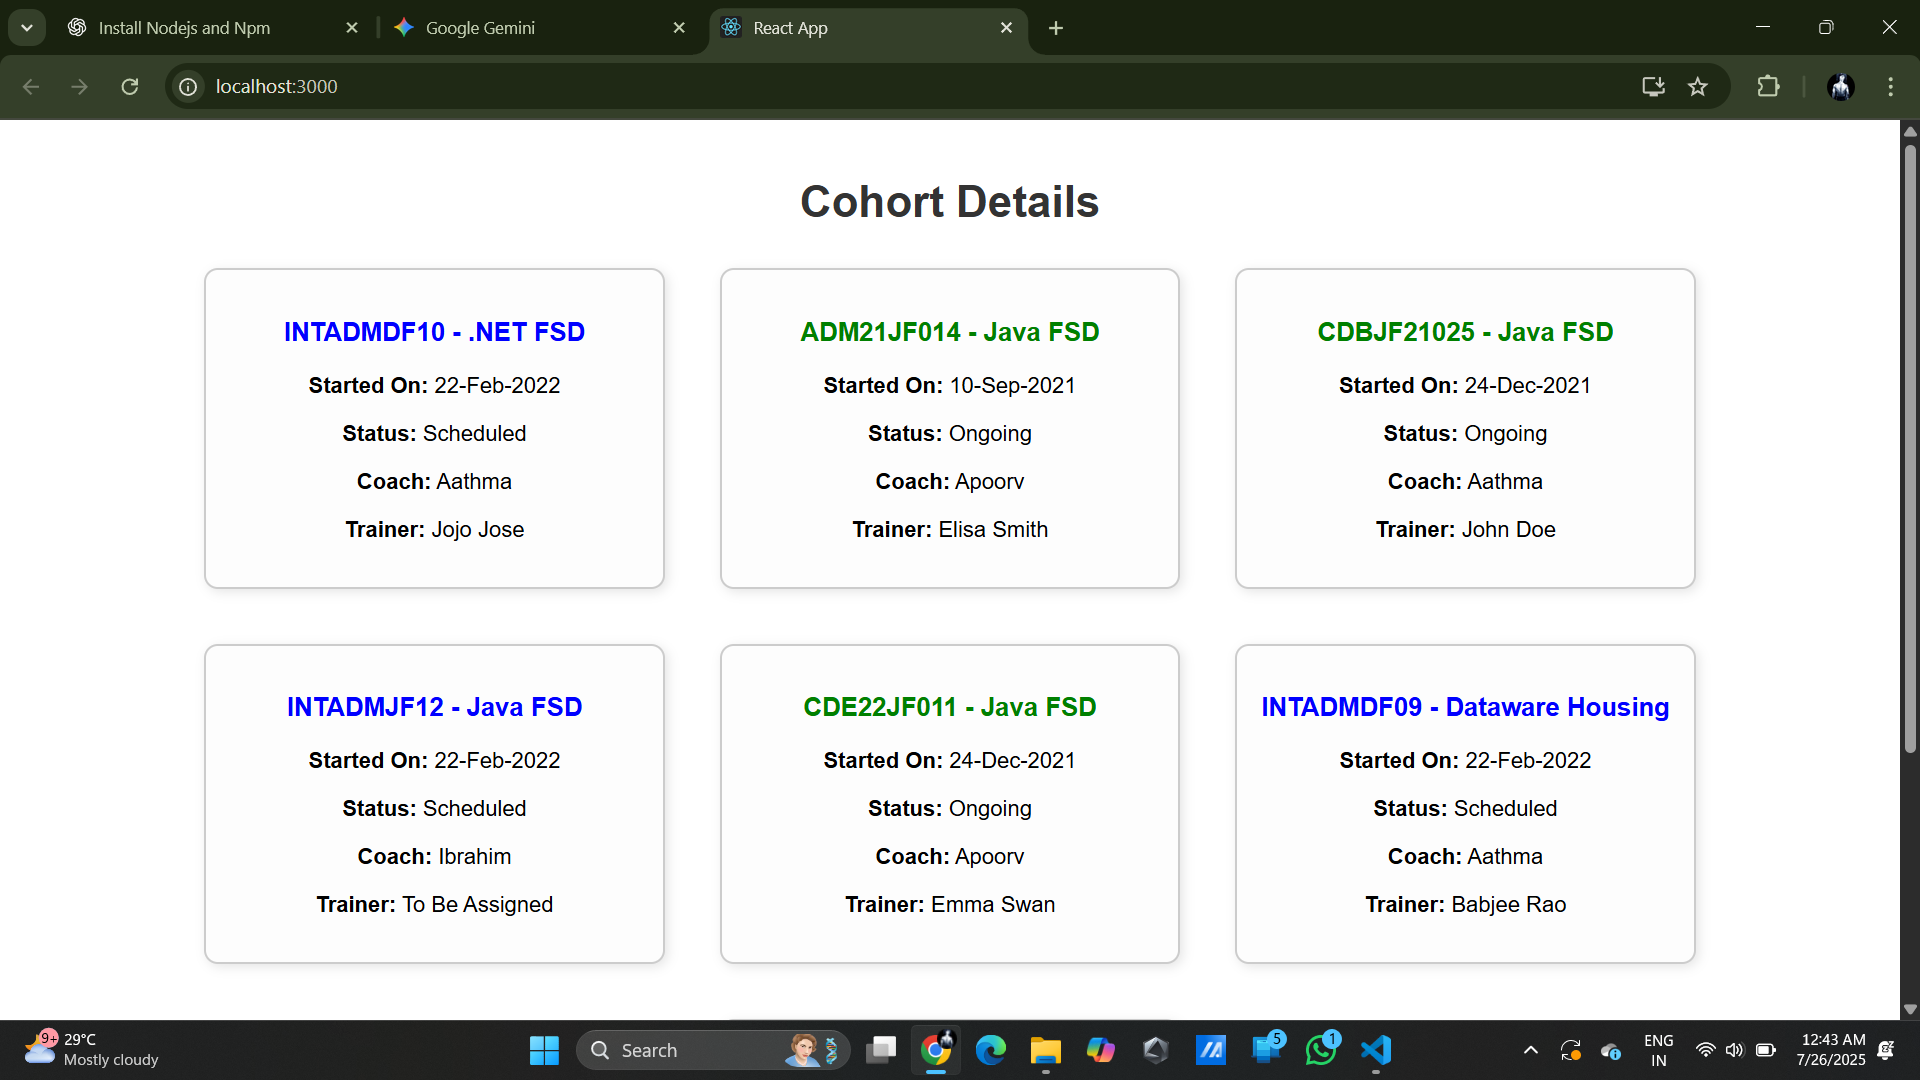 Install Nodejs and Npm
Google Gemini
React App
localhost:3000
Cohort Details
INTADMDF10 - .NET FSD
Started On: 22-Feb-2022
Status: Scheduled
Coach: Aathma
Trainer: Jojo Jose
ADM21JF014 - Java FSD
Started On: 10-Sep-2021
Status: Ongoing
Coach: Apoorv
Trainer: Elisa Smith
CDBJF21025 - Java FSD
Started On: 24-Dec-2021
Status: Ongoing
Coach: Aathma
Trainer: John Doe
INTADMJF12 - Java FSD
Started On: 22-Feb-2022
Status: Scheduled
Coach: Ibrahim
Trainer: To Be Assigned
CDE22JF011 - Java FSD
Started On: 24-Dec-2021
Status: Ongoing
Coach: Apoorv
Trainer: Emma Swan
INTADMDF09 - Dataware Housing
Started On: 22-Feb-2022
Status: Scheduled
Coach: Aathma
Trainer: Babjee Rao
9+
29°C
Mostly cloudy
Search
5
1
ENG
IN
12:43 AM
7/26/2025